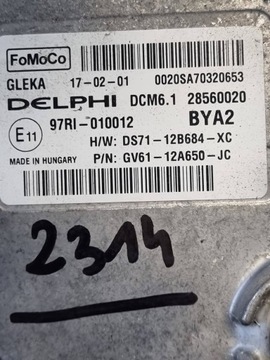 FoMoCo
GLEKA 17-02-01 0020SA70320653
DELPHI DCM6.1 28560020
E11 97RI-010012 BYA2
H/W: DS71-12B684-XC
MADE IN HUNGARY P/N: GV61-12A650-JC
2314